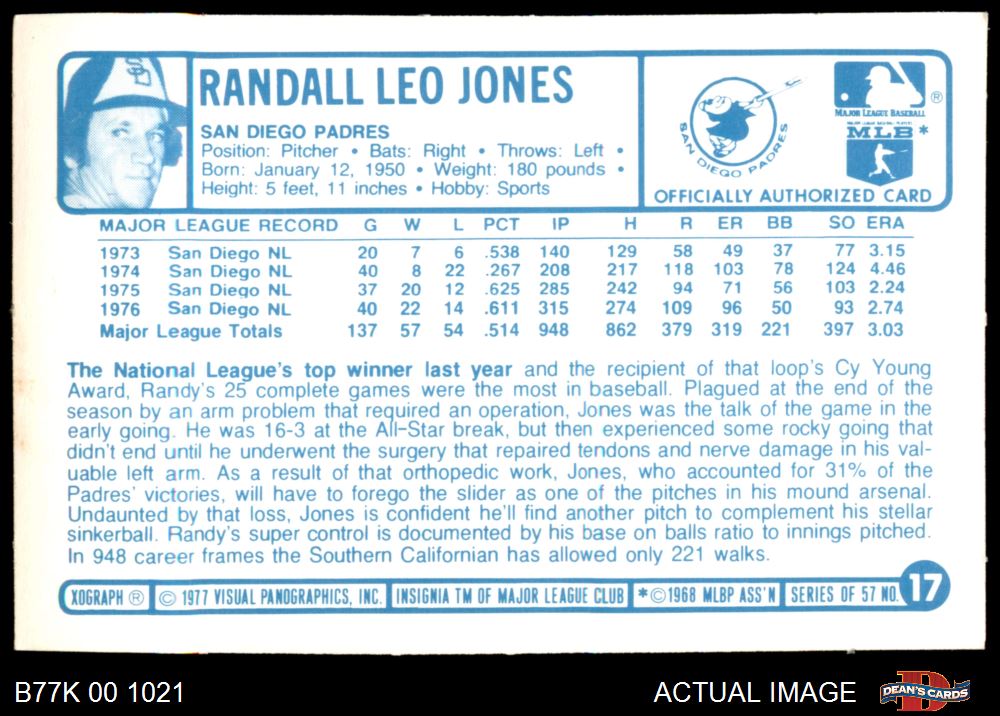 RANDALL LEO JONES
SAN DIEGO PADRES
Position: Pitcher • Bats: Right • Throws: Left •
Born: January 12, 1950 • Weight: 180 pounds •
Height: 5 feet, 11 inches • Hobby: Sports
SD
SAN DIEGO PADRES
MAJOR LEAGUE BASEBALL ®
MAJOR LEAGUE BASEBALL PLAYERS
MLB *
OFFICIALLY AUTHORIZED CARD
MAJOR LEAGUE RECORD G W L PCT IP H R ER BB SO ERA
1973 San Diego NL 20 7 6 .538 140 129 58 49 37 77 3.15
1974 San Diego NL 40 8 22 .267 208 217 118 103 78 124 4.46
1975 San Diego NL 37 20 12 .625 285 242 94 71 56 103 2.24
1976 San Diego NL 40 22 14 .611 315 274 109 96 50 93 2.74
Major League Totals 137 57 54 .514 948 862 379 319 221 397 3.03
The National League's top winner last year and the recipient of that loop's Cy Young
Award, Randy's 25 complete games were the most in baseball. Plagued at the end of the
season by an arm problem that required an operation, Jones was the talk of the game in the
early going. He was 16-3 at the All-Star break, but then experienced some rocky going that
didn't end until he underwent the surgery that repaired tendons and nerve damage in his val-
uable left arm. As a result of that orthopedic work, Jones, who accounted for 31% of the
Padres' victories, will have to forego the slider as one of the pitches in his mound arsenal.
Undaunted by that loss, Jones is confident he'll find another pitch to complement his stellar
sinkerball. Randy's super control is documented by his base on balls ratio to innings pitched.
In 948 career frames the Southern Californian has allowed only 221 walks.
XOGRAPH ® © 1977 VISUAL PANOGRAPHICS, INC. INSIGNIA TM OF MAJOR LEAGUE CLUB *©1968 MLBP ASS'N SERIES OF 57 NO. 17
B77K 00 1021 ACTUAL IMAGE DEAN'S CARDS